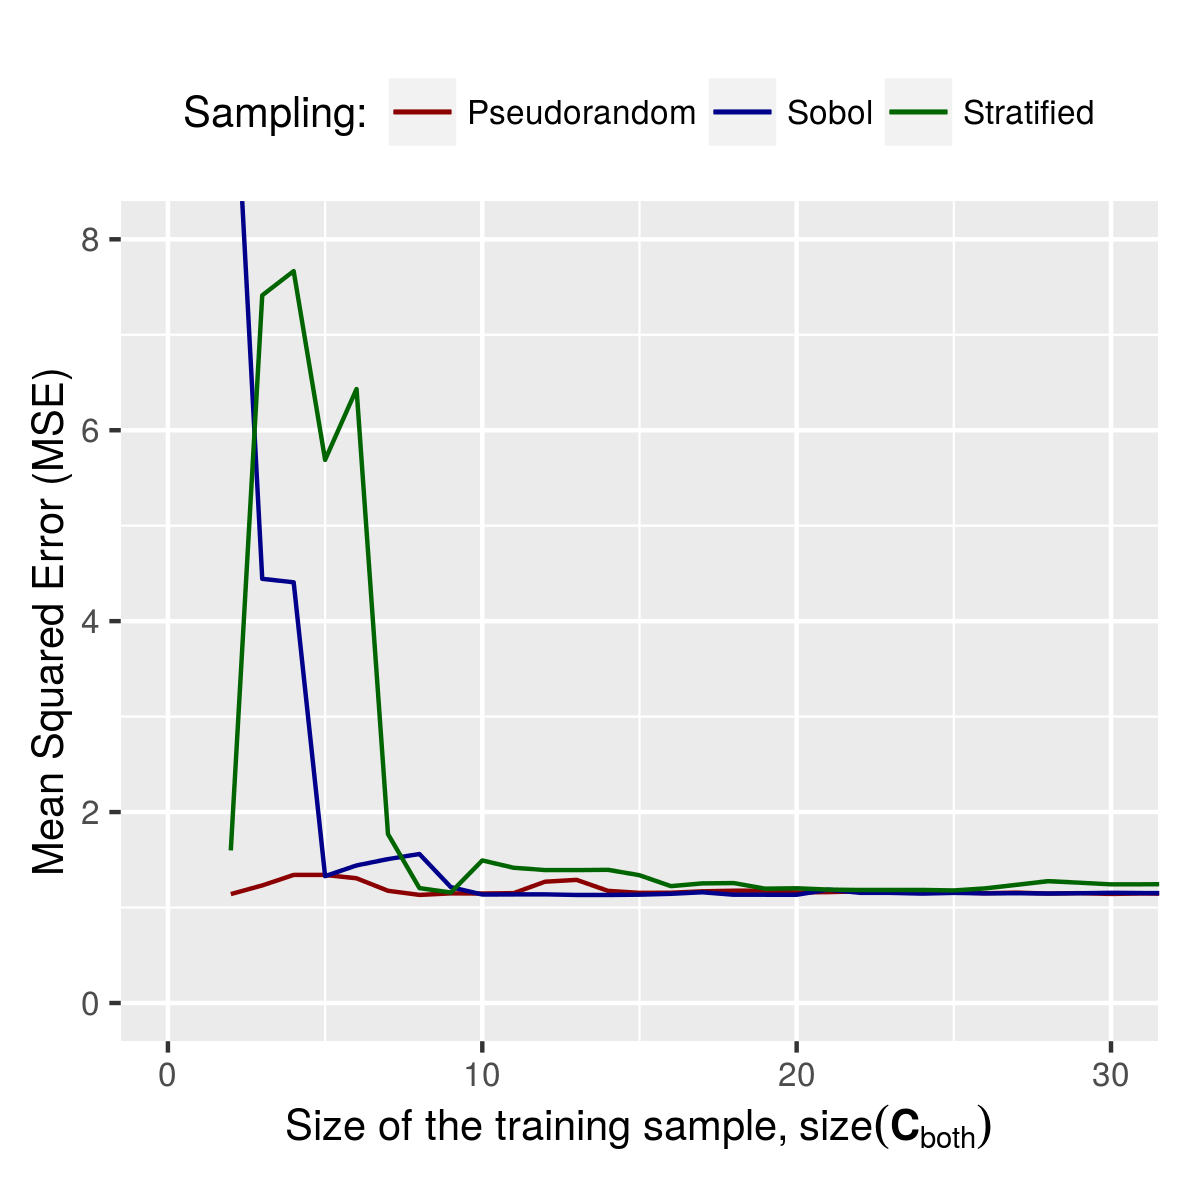 Sampling: Pseudorandom Sobol Stratified
Mean Squared Error (MSE)
8
6
4
2
0
0 10 20 30
Size of the training sample, size(C_both)